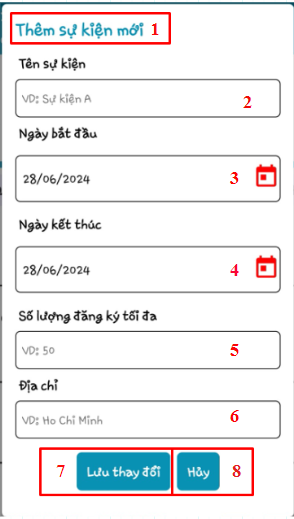 Thêm sự kiện mới 1
Tên sự kiện
VD: Sự kiện A 2
Ngày bắt đầu
28/06/2024 3
Ngày kết thúc
28/06/2024 4
Số lượng đăng ký tối đa
VD: 50 5
Địa chỉ
VD: Ho Chi Minh 6
7 Lưu thay đổi Hủy 8